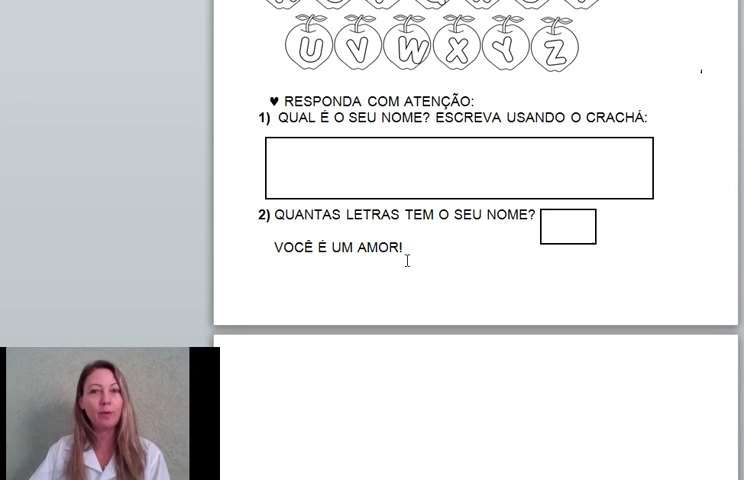 U V W X Y Z
♥ RESPONDA COM ATENÇÃO:
1) QUAL É O SEU NOME? ESCREVA USANDO O CRACHÁ:
2) QUANTAS LETRAS TEM O SEU NOME?
VOCÊ É UM AMOR!